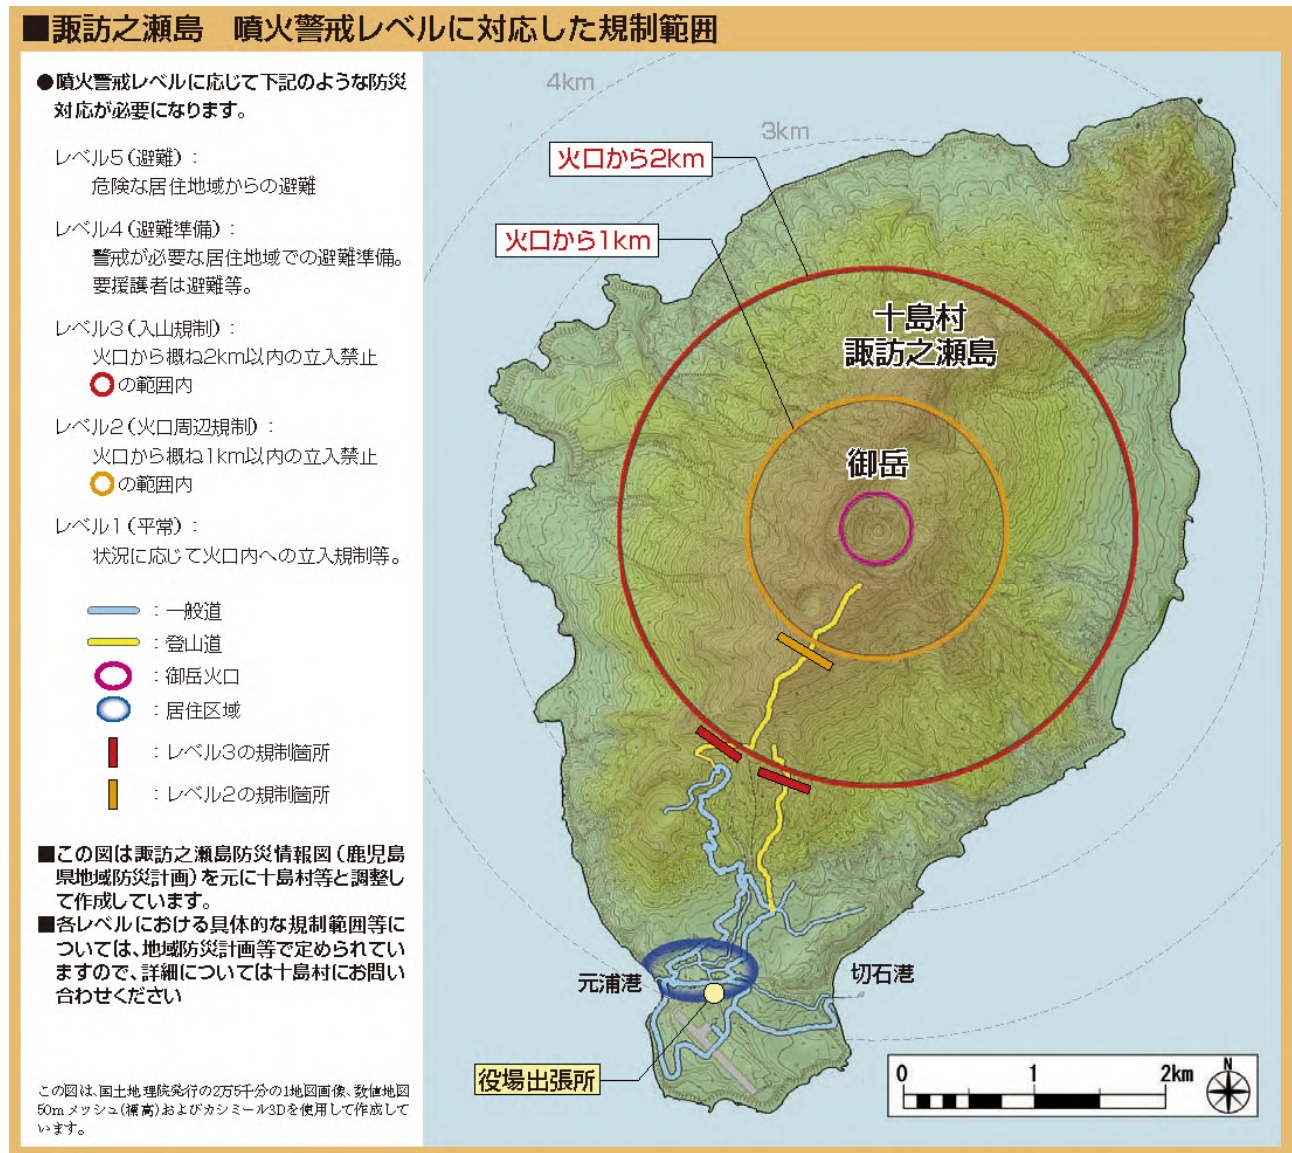 ■諏訪之瀬島　噴火警戒レベルに対応した規制範囲
●噴火警戒レベルに応じて下記のような防災
対応が必要になります。
レベル5(避難)：
危険な居住地域からの避難
レベル4(避難準備)：
警戒が必要な居住地域での避難準備。
要援護者は避難等。
レベル3(入山規制)：
火口から概ね2km以内の立入禁止
の範囲内
レベル2(火口周辺規制)：
火口から概ね1km以内の立入禁止
の範囲内
レベル1(平常)：
状況に応じて火口内への立入規制等。
：一般道
：登山道
：御岳火口
：居住区域
：レベル3の規制箇所
：レベル2の規制箇所
■この図は諏訪之瀬島防災情報図(鹿児島
県地域防災計画)を元に十島村等と調整し
て作成しています。
■各レベルにおける具体的な規制範囲等に
ついては、地域防災計画等で定められてい
ますので、詳細については十島村にお問い
合わせください
この図は、国土地理院発行の2万5千分の1地図画像、数値地図
50mメッシュ(標高)およびカシミール3Dを使用して作成して
います。
4km
3km
火口から2km
火口から1km
十島村
諏訪之瀬島
御岳
元浦港
切石港
役場出張所
0 1 2km
N